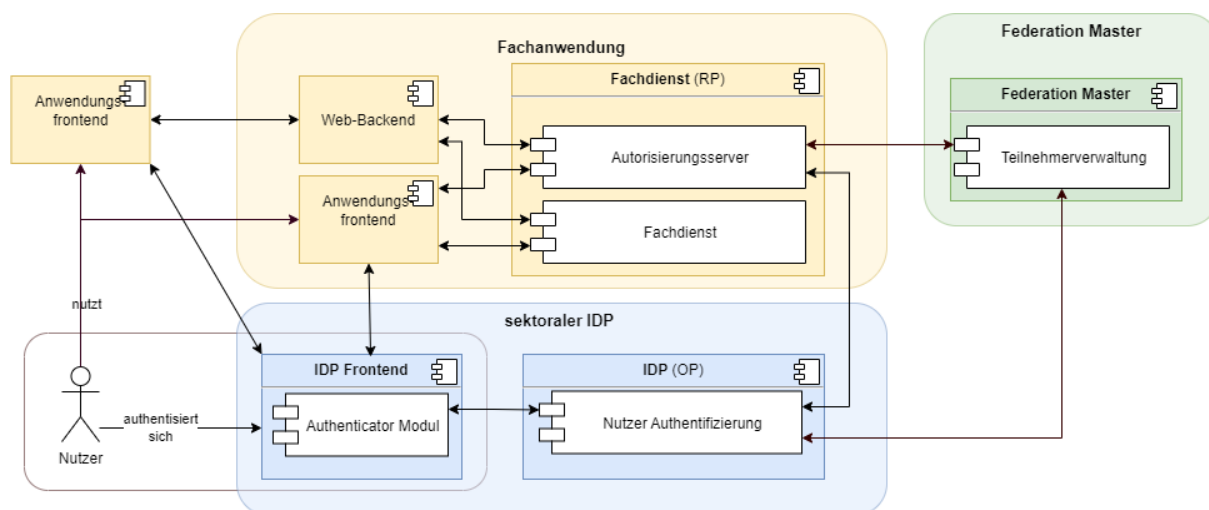 Fachanwendung
Federation Master
Anwendungs-
frontend
Web-Backend
Fachdienst (RP)
Federation Master
Autorisierungsserver
Teilnehmerverwaltung
Anwendungs-
frontend
Fachdienst
nutzt
sektoraler IDP
IDP Frontend
IDP (OP)
authentisiert
sich
Authenticator Modul
Nutzer Authentifizierung
Nutzer